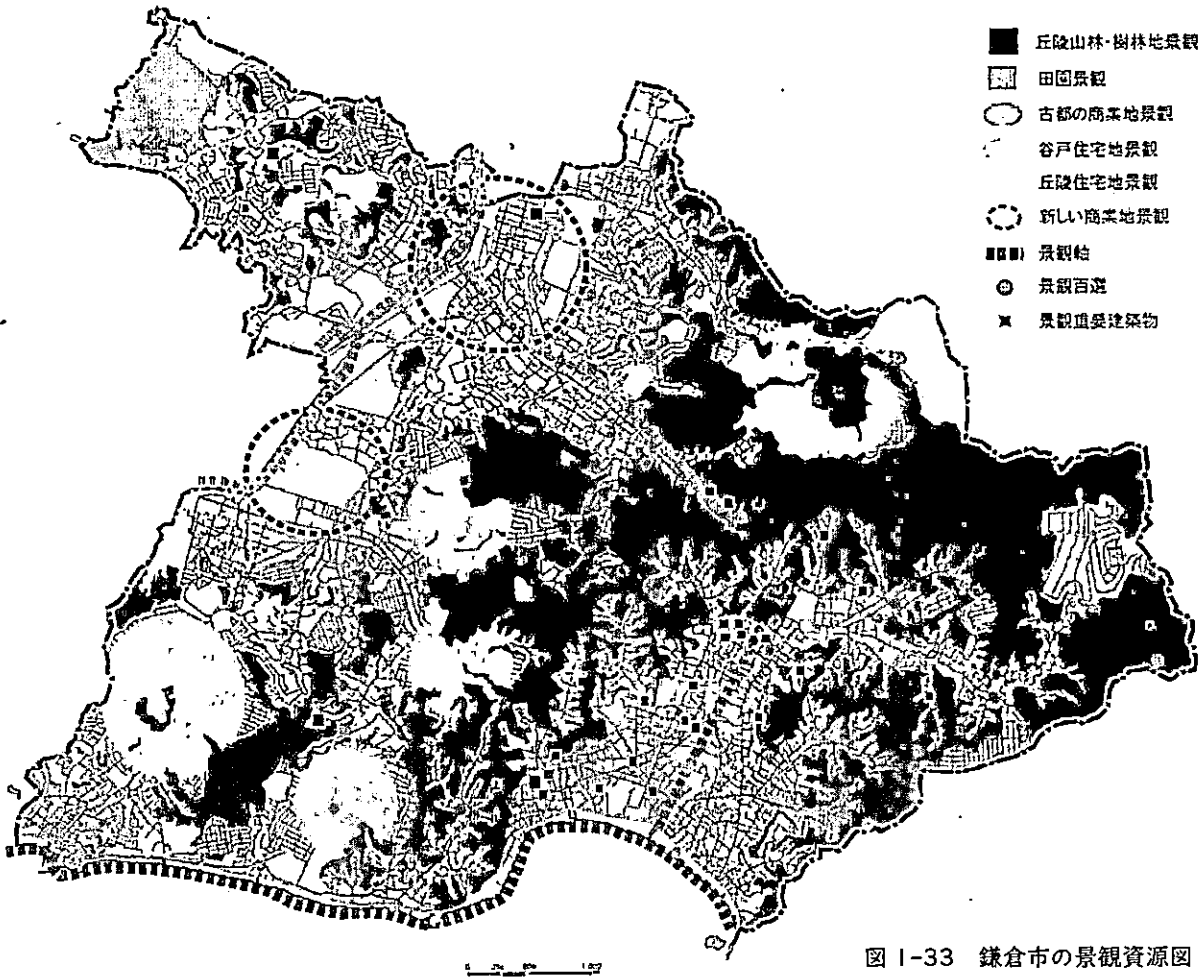 丘陵山林・樹林地景観
田園景観
古都の商業地景観
谷戸住宅地景観
丘陵住宅地景観
新しい商業地景観
景観軸
景観百選
景観重要建築物
図1-33 鎌倉市の景観資源図